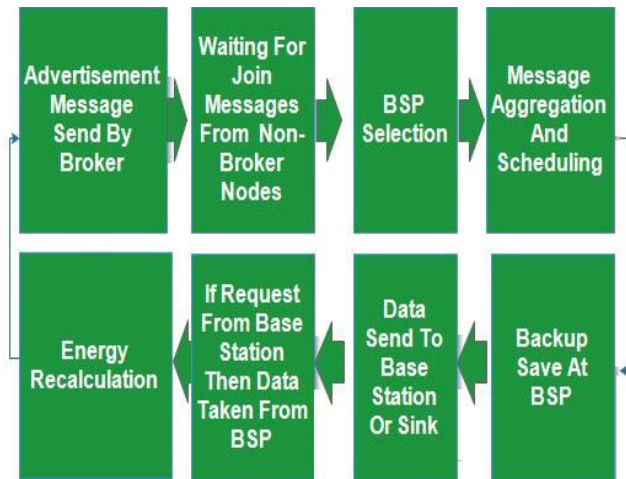 Advertisement
Message
Send By
Broker
Waiting For
Join
Messages
From Non-
Broker
Nodes
BSP
Selection
Message
Aggregation
And
Scheduling
Energy
Recalculation
If Request
From Base
Station
Then Data
Taken From
BSP
Data
Send To
Base
Station
Or Sink
Backup
Save At
BSP